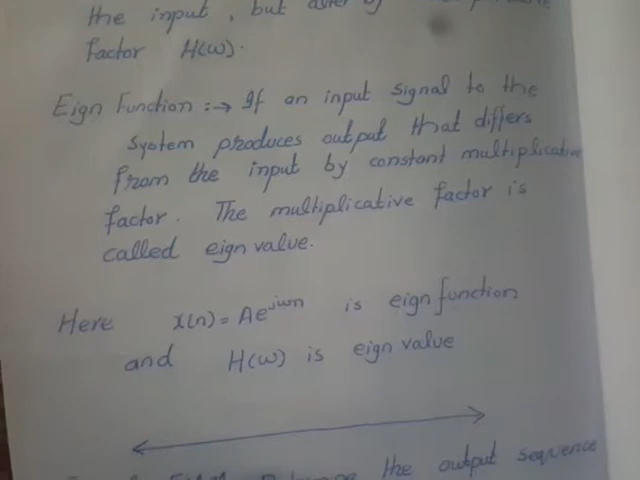 the input, but by
factor H(ω).
Eign Function :→ If an input signal to the
system produces output that differs
from the input by constant multiplicative
factor. The multiplicative factor is
called eign value.
Here x(n) = Ae^jωn is eign function
and H(ω) is eign value
the output sequence